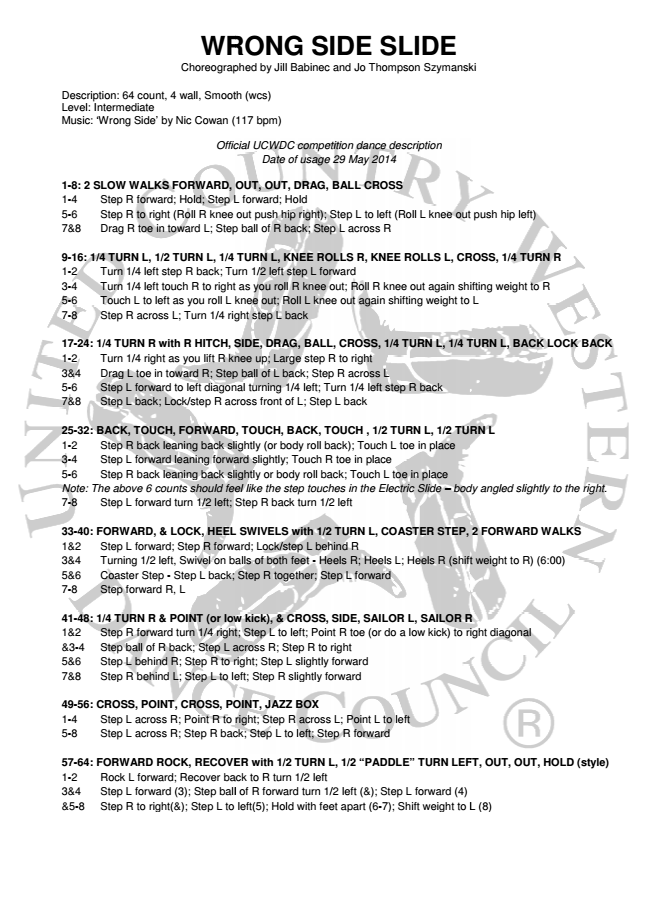 WRONG SIDE SLIDE
Choreographed by Jill Babinec and Jo Thompson Szymanski
Description: 64 count, 4 wall, Smooth (wcs)
Level: Intermediate
Music: ‘Wrong Side’ by Nic Cowan (117 bpm)
Official UCWDC competition dance description
Date of usage 29 May 2014
1-8: 2 SLOW WALKS FORWARD, OUT, OUT, DRAG, BALL CROSS
1-4 Step R forward; Hold; Step L forward; Hold
5-6 Step R to right (Roll R knee out push hip right); Step L to left (Roll L knee out push hip left)
7&8 Drag R toe in toward L; Step ball of R back; Step L across R
9-16: 1/4 TURN L, 1/2 TURN L, 1/4 TURN L, KNEE ROLLS R, KNEE ROLLS L, CROSS, 1/4 TURN R
1-2 Turn 1/4 left step R back; Turn 1/2 left step L forward
3-4 Turn 1/4 left touch R to right as you roll R knee out; Roll R knee out again shifting weight to R
5-6 Touch L to left as you roll L knee out; Roll L knee out again shifting weight to L
7-8 Step R across L; Turn 1/4 right step L back
17-24: 1/4 TURN R with R HITCH, SIDE, DRAG, BALL, CROSS, 1/4 TURN L, 1/4 TURN L, BACK LOCK BACK
1-2 Turn 1/4 right as you lift R knee up; Large step R to right
3&4 Drag L toe in toward R; Step ball of L back; Step R across L
5-6 Step L forward to left diagonal turning 1/4 left; Turn 1/4 left step R back
7&8 Step L back; Lock/step R across front of L; Step L back
25-32: BACK, TOUCH, FORWARD, TOUCH, BACK, TOUCH , 1/2 TURN L, 1/2 TURN L
1-2 Step R back leaning back slightly (or body roll back); Touch L toe in place
3-4 Step L forward leaning forward slightly; Touch R toe in place
5-6 Step R back leaning back slightly or body roll back; Touch L toe in place
Note: The above 6 counts should feel like the step touches in the Electric Slide – body angled slightly to the right.
7-8 Step L forward turn 1/2 left; Step R back turn 1/2 left
33-40: FORWARD, & LOCK, HEEL SWIVELS with 1/2 TURN L, COASTER STEP, 2 FORWARD WALKS
1&2 Step L forward; Step R forward; Lock/step L behind R
3&4 Turning 1/2 left, Swivel on balls of both feet - Heels R; Heels L; Heels R (shift weight to R) (6:00)
5&6 Coaster Step - Step L back; Step R together; Step L forward
7-8 Step forward R, L
41-48: 1/4 TURN R & POINT (or low kick), & CROSS, SIDE, SAILOR L, SAILOR R
1&2 Step R forward turn 1/4 right; Step L to left; Point R toe (or do a low kick) to right diagonal
&3-4 Step ball of R back; Step L across R; Step R to right
5&6 Step L behind R; Step R to right; Step L slightly forward
7&8 Step R behind L; Step L to left; Step R slightly forward
49-56: CROSS, POINT, CROSS, POINT, JAZZ BOX
1-4 Step L across R; Point R to right; Step R across L; Point L to left
5-8 Step L across R; Step R back; Step L to left; Step R forward
57-64: FORWARD ROCK, RECOVER with 1/2 TURN L, 1/2 “PADDLE” TURN LEFT, OUT, OUT, HOLD (style)
1-2 Rock L forward; Recover back to R turn 1/2 left
3&4 Step L forward (3); Step ball of R forward turn 1/2 left (&); Step L forward (4)
&5-8 Step R to right(&); Step L to left(5); Hold with feet apart (6-7); Shift weight to L (8)
UNITED COUNTRY WESTERN
DANCE COUNCIL
®